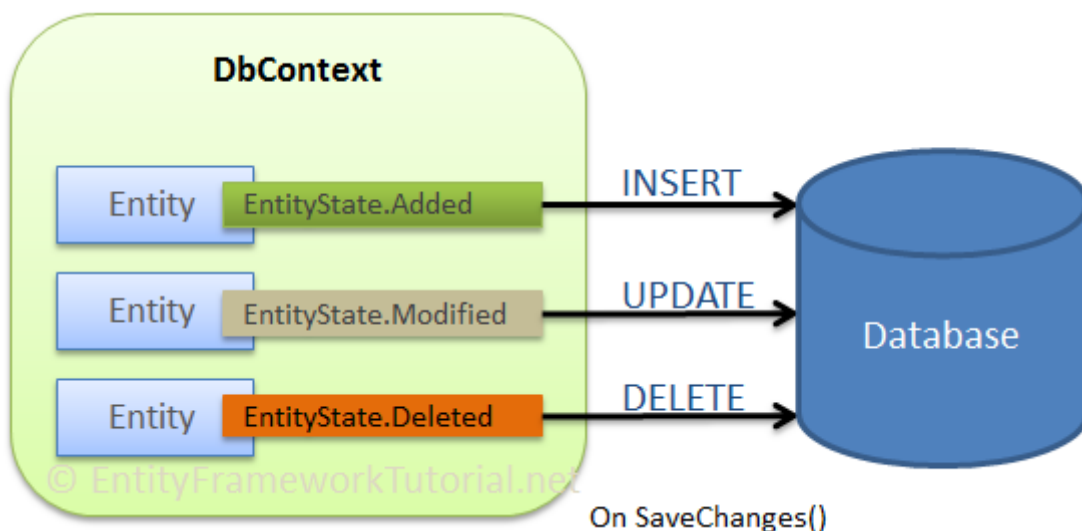 DbContext
Entity EntityState.Added INSERT
Entity EntityState.Modified UPDATE
Database
Entity EntityState.Deleted DELETE
© EntityFrameworkTutorial.net
On SaveChanges()